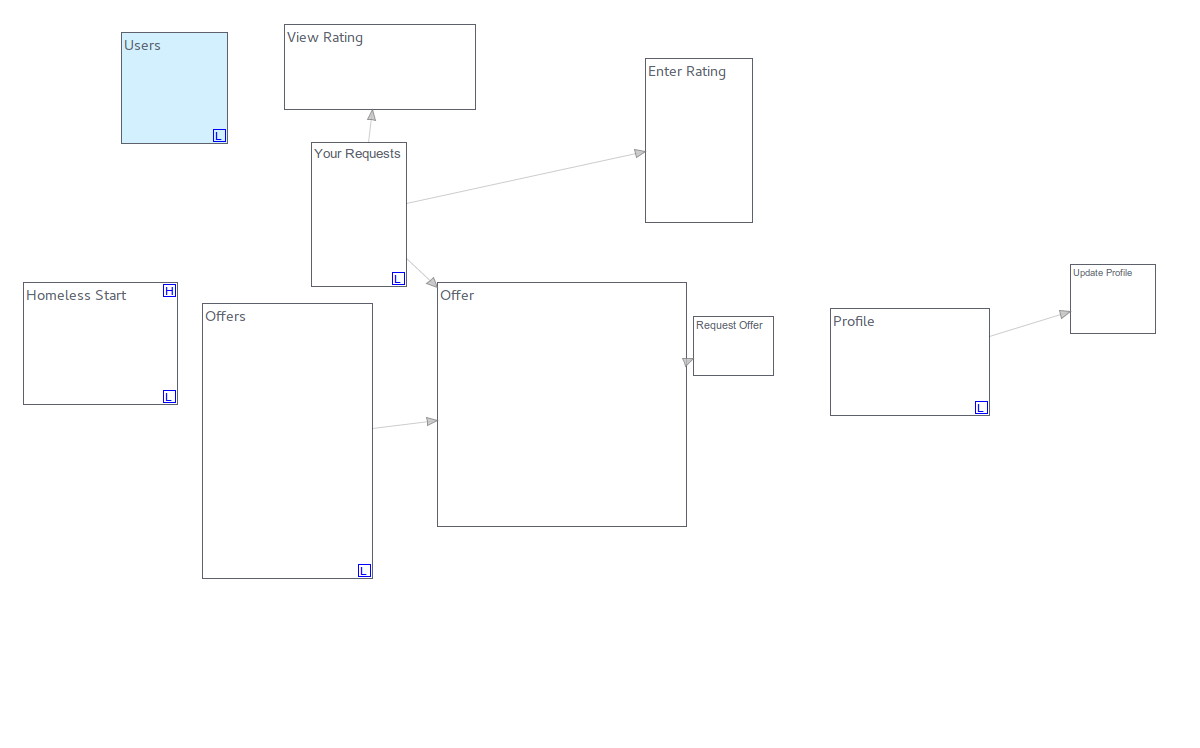 Users
L
View Rating
Enter Rating
Your Requests
L
Homeless Start
H
L
Offers
L
Offer
Request Offer
Profile
L
Update Profile